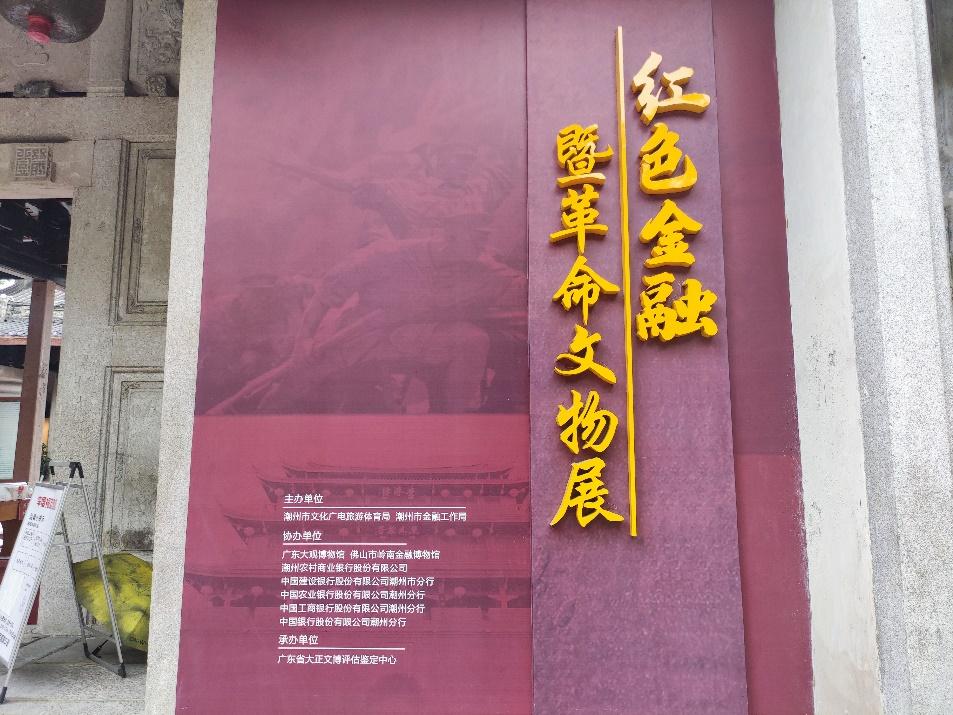 红色金融
暨革命文物展
主办单位
潮州市文化广电旅游体育局 潮州市金融工作局
协办单位
广东大观博物馆 佛山市岭南金融博物馆
潮州农村商业银行股份有限公司
中国建设银行股份有限公司潮州市分行
中国农业银行股份有限公司潮州分行
中国工商银行股份有限公司潮州分行
中国银行股份有限公司潮州分行
承办单位
广东省大正文博评估鉴定中心